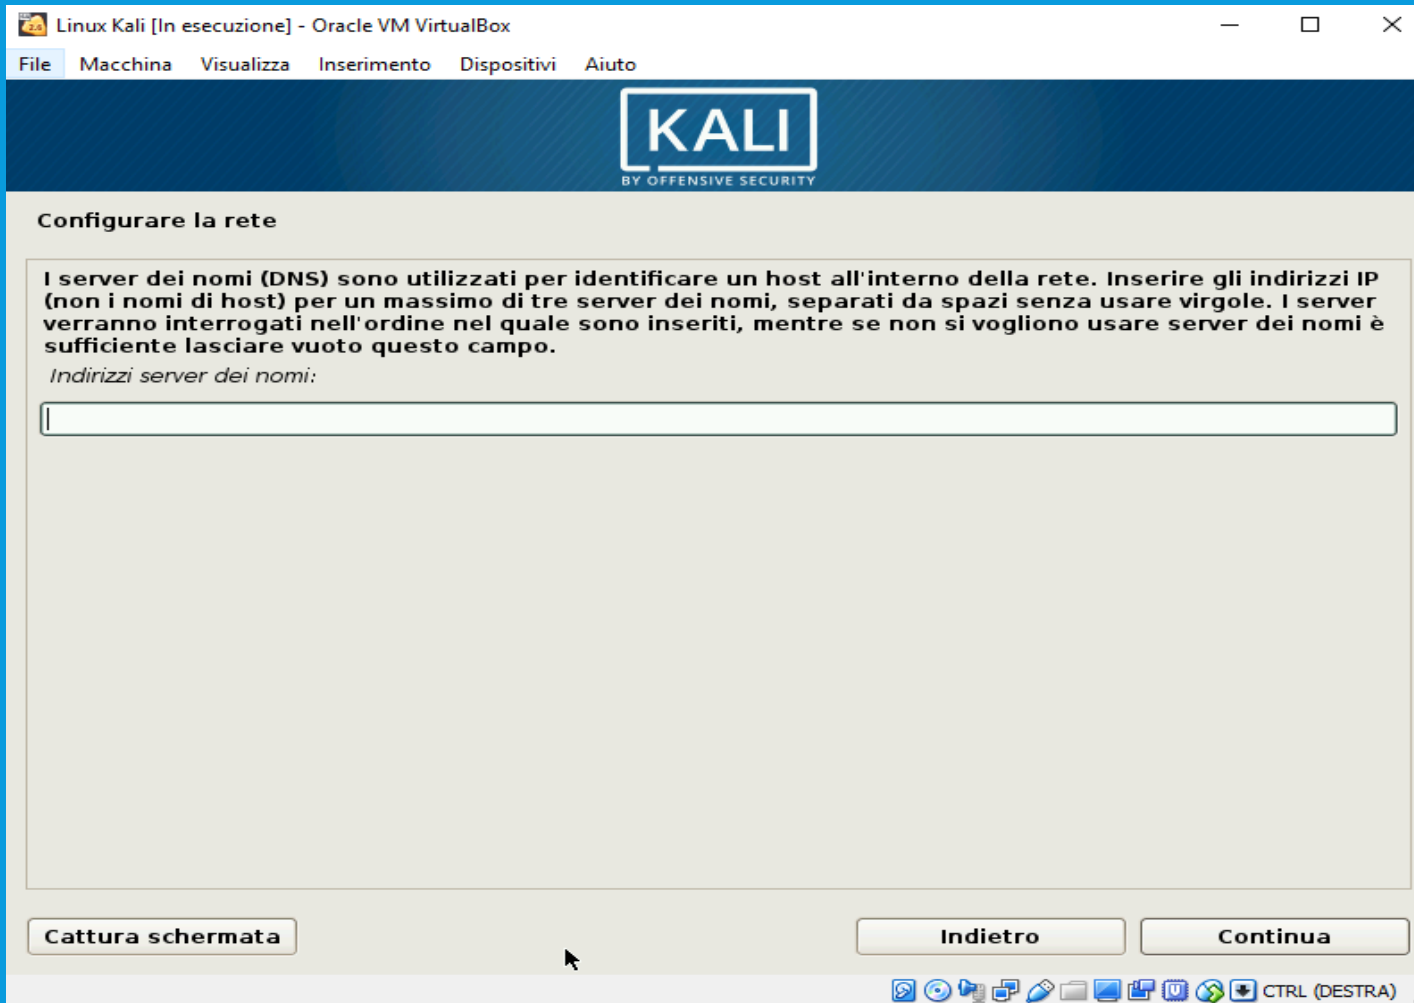 Linux Kali [In esecuzione] - Oracle VM VirtualBox
File Macchina Visualizza Inserimento Dispositivi Aiuto
KALI
BY OFFENSIVE SECURITY
Configurare la rete
I server dei nomi (DNS) sono utilizzati per identificare un host all'interno della rete. Inserire gli indirizzi IP
(non i nomi di host) per un massimo di tre server dei nomi, separati da spazi senza usare virgole. I server
verranno interrogati nell'ordine nel quale sono inseriti, mentre se non si vogliono usare server dei nomi è
sufficiente lasciare vuoto questo campo.
Indirizzi server dei nomi:
Cattura schermata Indietro Continua
CTRL (DESTRA)